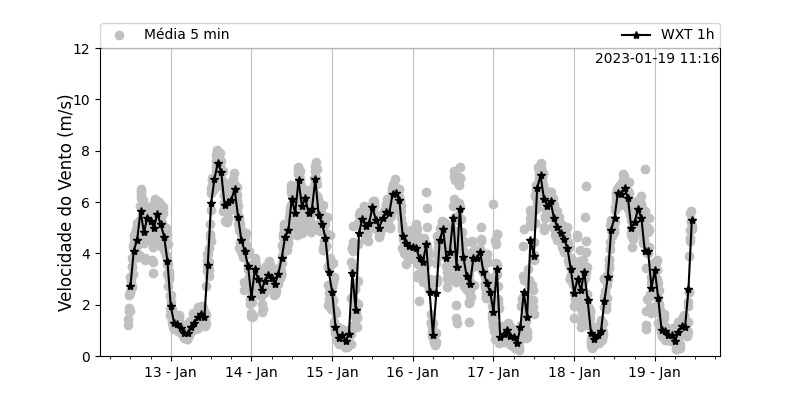 Média 5 min
WXT 1h
2023-01-19 11:16
Velocidade do Vento (m/s)
12
10
8
6
4
2
0
13 - Jan
14 - Jan
15 - Jan
16 - Jan
17 - Jan
18 - Jan
19 - Jan